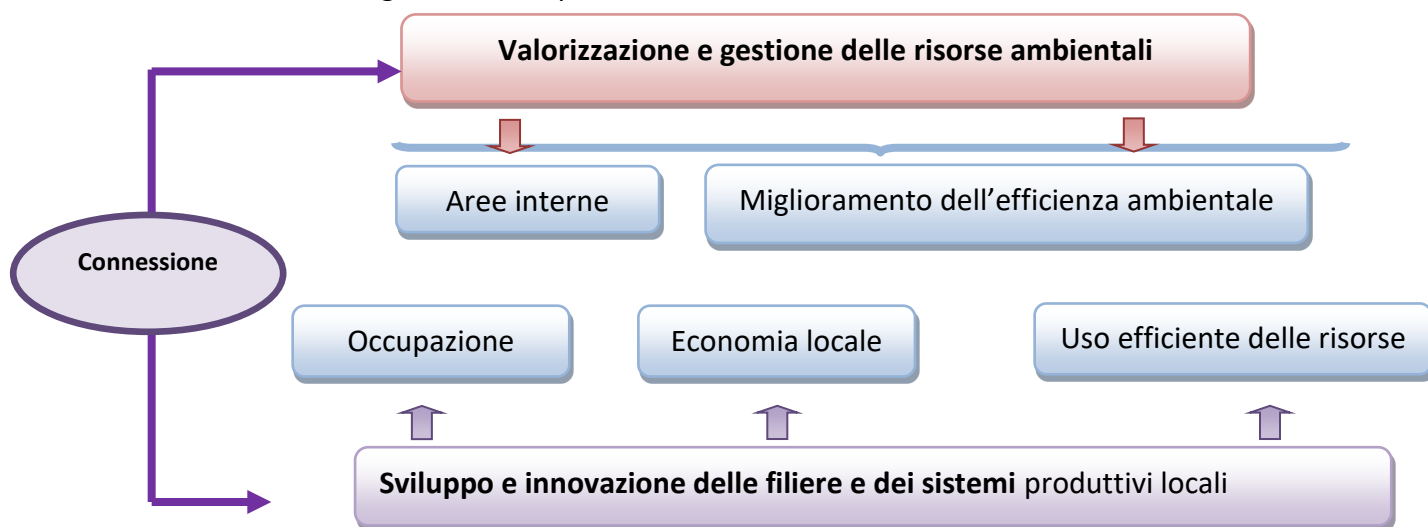 Valorizzazione e gestione delle risorse ambientali
Aree interne
Miglioramento dell’efficienza ambientale
Connessione
Occupazione
Economia locale
Uso efficiente delle risorse
Sviluppo e innovazione delle filiere e dei sistemi produttivi locali